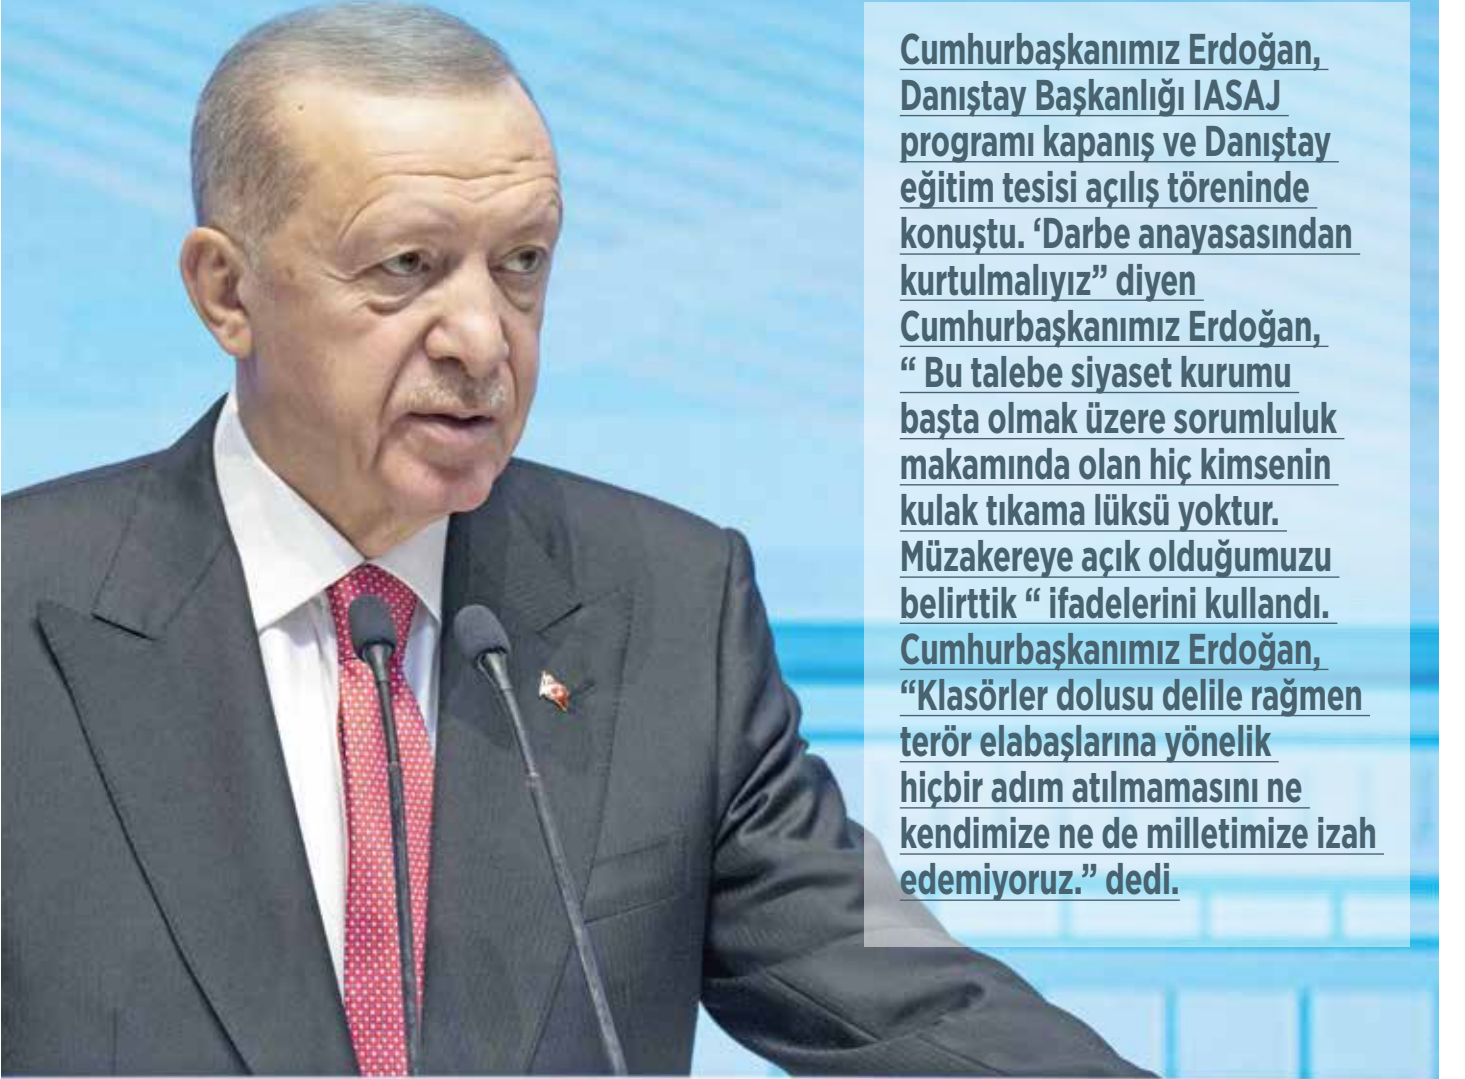 Cumhurbaşkanımız Erdoğan,
Danıştay Başkanlığı IASAJ
programı kapanış ve Danıştay
eğitim tesisi açılış töreninde
konuştu. ‘Darbe anayasasından
kurtulmalıyız” diyen
Cumhurbaşkanımız Erdoğan,
“ Bu talebe siyaset kurumu
başta olmak üzere sorumluluk
makamında olan hiç kimsenin
kulak tıkama lüksü yoktur.
Müzakereye açık olduğumuzu
belirttik “ ifadelerini kullandı.
Cumhurbaşkanımız Erdoğan,
“Klasörler dolusu delile rağmen
terör elabaşlarına yönelik
hiçbir adım atılmamasını ne
kendimize ne de milletimize izah
edemiyoruz.” dedi.